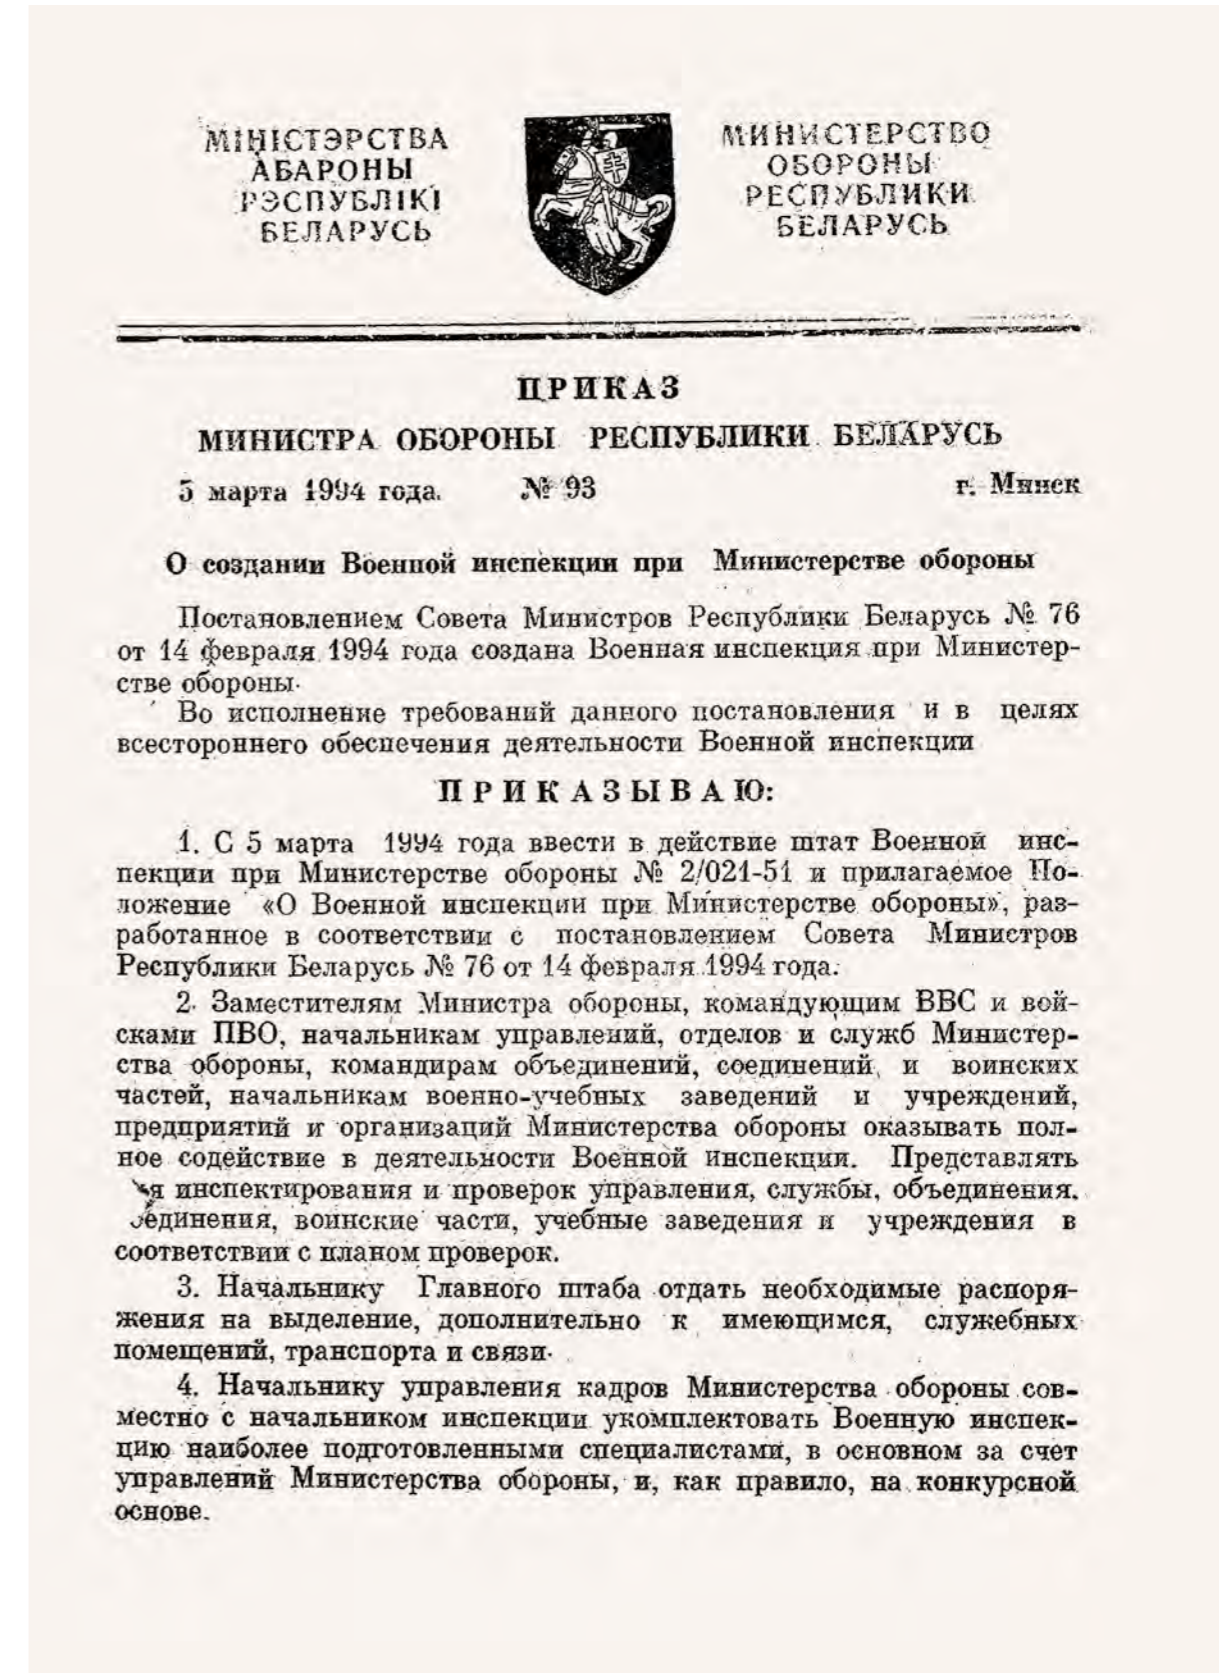 МІНІСТЭРСТВА
АБАРОНЫ
РЭСПУБЛІКІ
БЕЛАРУСЬ
МИНИСТЕРСТВО
ОБОРОНЫ
РЕСПУБЛИКИ
БЕЛАРУСЬ
ПРИКАЗ
МИНИСТРА ОБОРОНЫ РЕСПУБЛИКИ БЕЛАРУСЬ
5 марта 1994 года. № 93 г. Минск
О создании Военной инспекции при Министерстве обороны
Постановлением Совета Министров Республики Беларусь № 76
от 14 февраля 1994 года создана Военная инспекция при Министер-
стве обороны.
Во исполнение требований данного постановления и в целях
всестороннего обеспечения деятельности Военной инспекции
ПРИКАЗЫВАЮ:
1. С 5 марта 1994 года ввести в действие штат Военной инс-
пекции при Министерстве обороны № 2/021-51 и прилагаемое По-
ложение «О Военной инспекции при Министерстве обороны», раз-
работанное в соответствии с постановлением Совета Министров
Республики Беларусь № 76 от 14 февраля 1994 года.
2. Заместителям Министра обороны, командующим ВВС и вой-
сками ПВО, начальникам управлений, отделов и служб Министер-
ства обороны, командирам объединений, соединений, и воинских
частей, начальникам военно-учебных заведений и учреждений,
предприятий и организаций Министерства обороны оказывать пол-
ное содействие в деятельности Военной инспекции. Представлять
инспектирования и проверок управления, службы, объединения,
оединения, воинские части, учебные заведения и учреждения в
соответствии с планом проверок.
3. Начальнику Главного штаба отдать необходимые распоря-
жения на выделение, дополнительно к имеющимся, служебных
помещений, транспорта и связи.
4. Начальнику управления кадров Министерства обороны сов-
местно с начальником инспекции укомплектовать Военную инспек-
цию наиболее подготовленными специалистами, в основном за счет
управлений Министерства обороны, и, как правило, на конкурсной
основе.